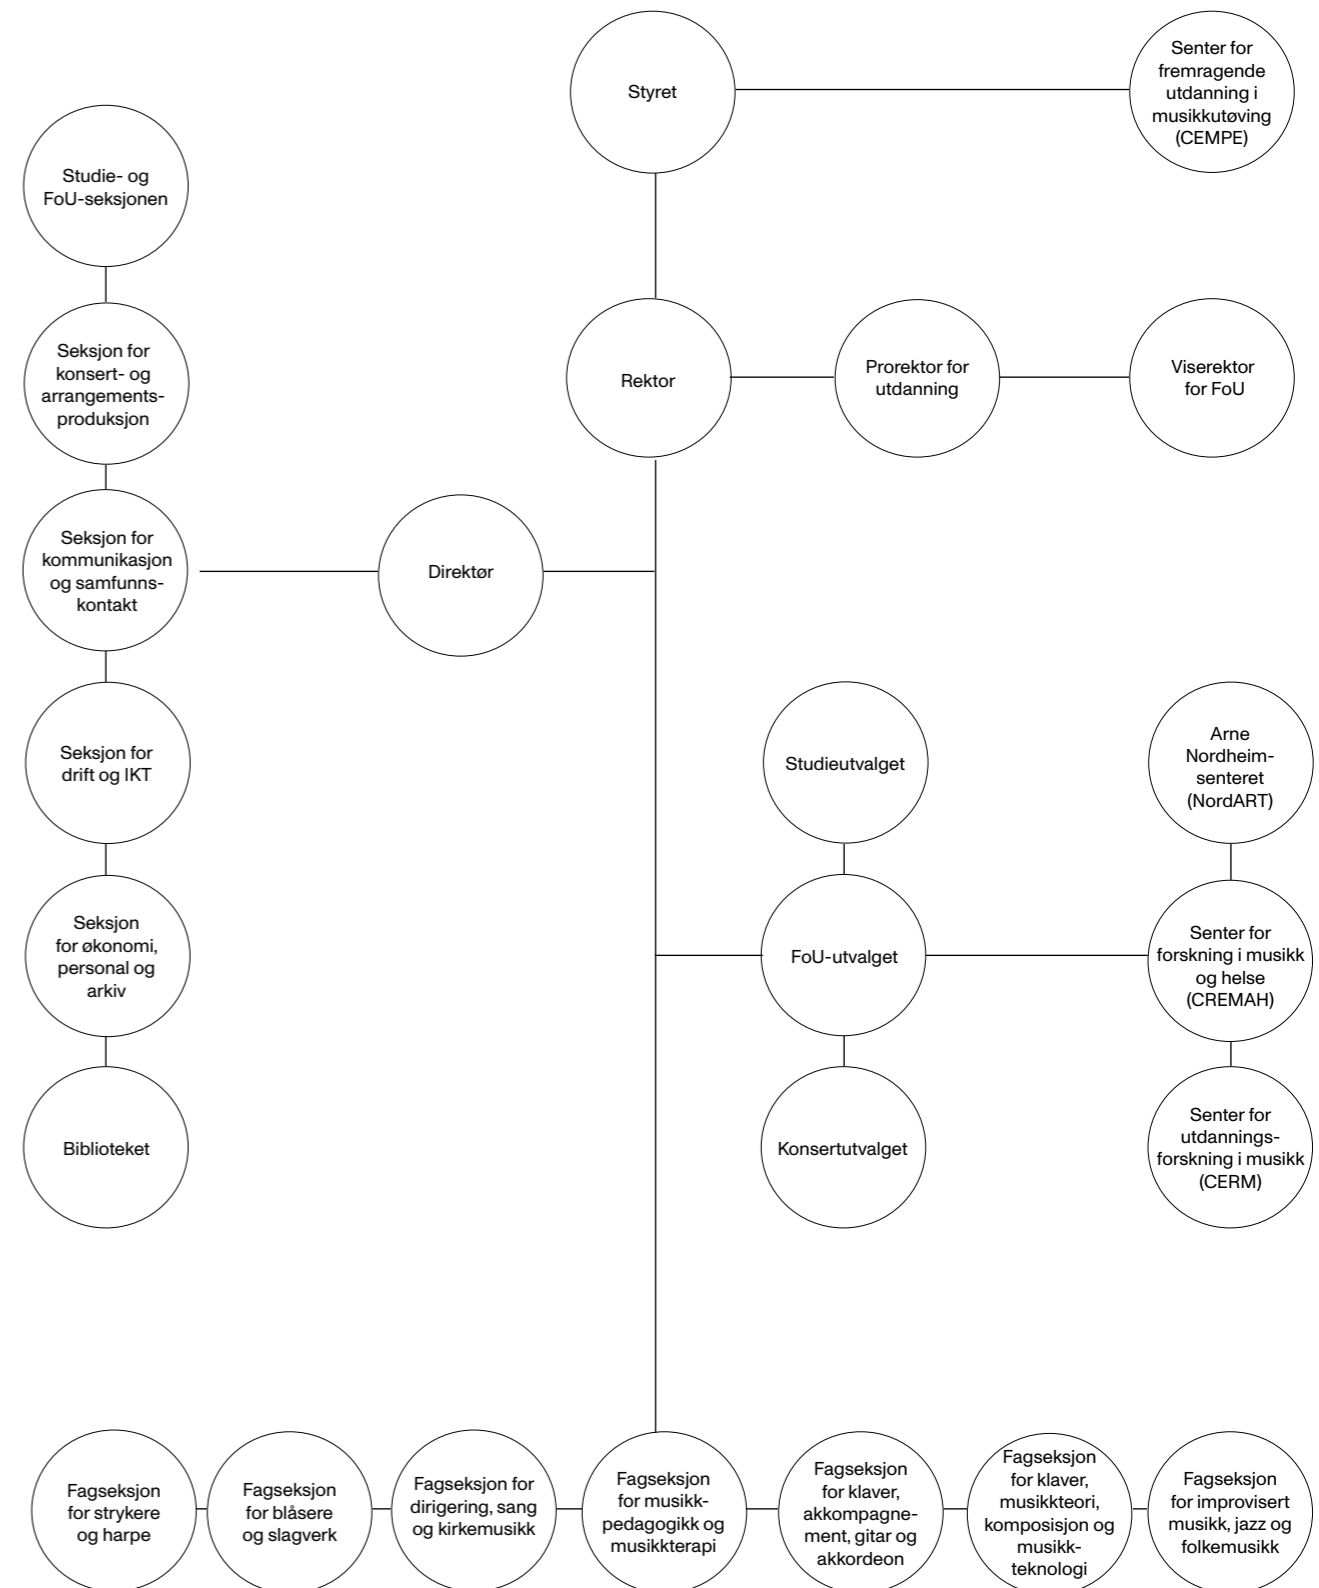 Styret
Senter for
fremragende
utdanning i
musikkutøving
(CEMPE)
Studie- og
FoU-seksjonen
Seksjon for
konsert- og
arrangements-
produksjon
Rektor
Prorektor for
utdanning
Viserektor
for FoU
Seksjon for
kommunikasjon
og samfunns-
kontakt
Direktør
Seksjon for
drift og IKT
Studieutvalget
Arne
Nordheim-
senteret
(NordART)
Seksjon
for økonomi,
personal og
arkiv
FoU-utvalget
Senter for
forskning i musikk
og helse
(CREMAH)
Biblioteket
Konsertutvalget
Senter for
utdannings-
forskning i musikk
(CERM)
Fagseksjon
for strykere
og harpe
Fagseksjon
for blåsere
og slagverk
Fagseksjon for
dirigering, sang
og kirkemusikk
Fagseksjon
for musikk-
pedagogikk og
musikkterapi
Fagseksjon
for klaver,
akkompagne-
ment, gitar og
akkordeon
Fagseksjon
for klaver,
musikkteori,
komposisjon og
musikk-
teknologi
Fagseksjon
for improvisert
musikk, jazz og
folkemusikk